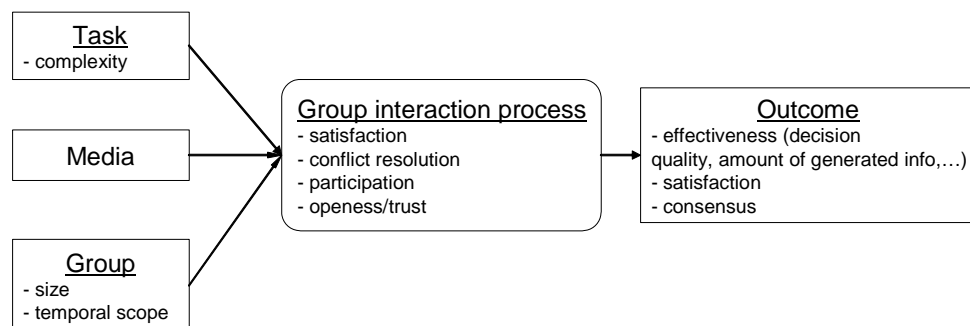 Task
- complexity
Media
Group
- size
- temporal scope
Group interaction process
- satisfaction
- conflict resolution
- participation
- openess/trust
Outcome
- effectiveness (decision
quality, amount of generated info,…)
- satisfaction
- consensus